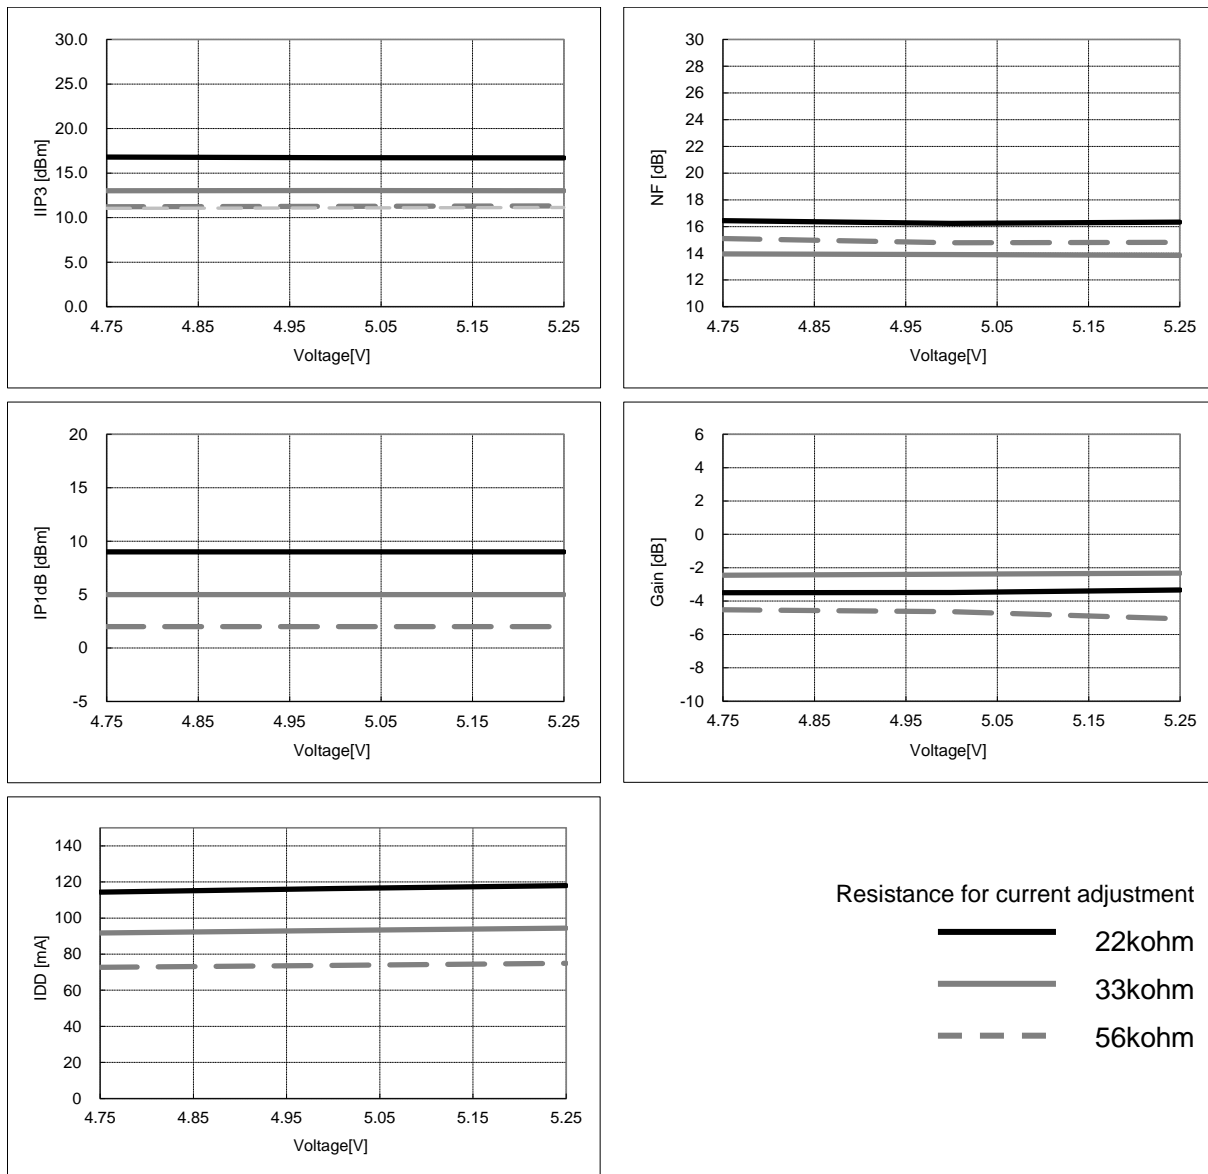 30.0
25.0
20.0
15.0
10.0
5.0
0.0
IIP3 [dBm]
4.75 4.85 4.95 5.05 5.15 5.25
Voltage[V]
30
28
26
24
22
20
18
16
14
12
10
NF [dB]
4.75 4.85 4.95 5.05 5.15 5.25
Voltage[V]
20
15
10
5
0
-5
IP1dB [dBm]
4.75 4.85 4.95 5.05 5.15 5.25
Voltage[V]
6
4
2
0
-2
-4
-6
-8
-10
Gain [dB]
4.75 4.85 4.95 5.05 5.15 5.25
Voltage[V]
140
120
100
80
60
40
20
0
IDD [mA]
4.75 4.85 4.95 5.05 5.15 5.25
Voltage[V]
Resistance for current adjustment
22kohm
33kohm
56kohm